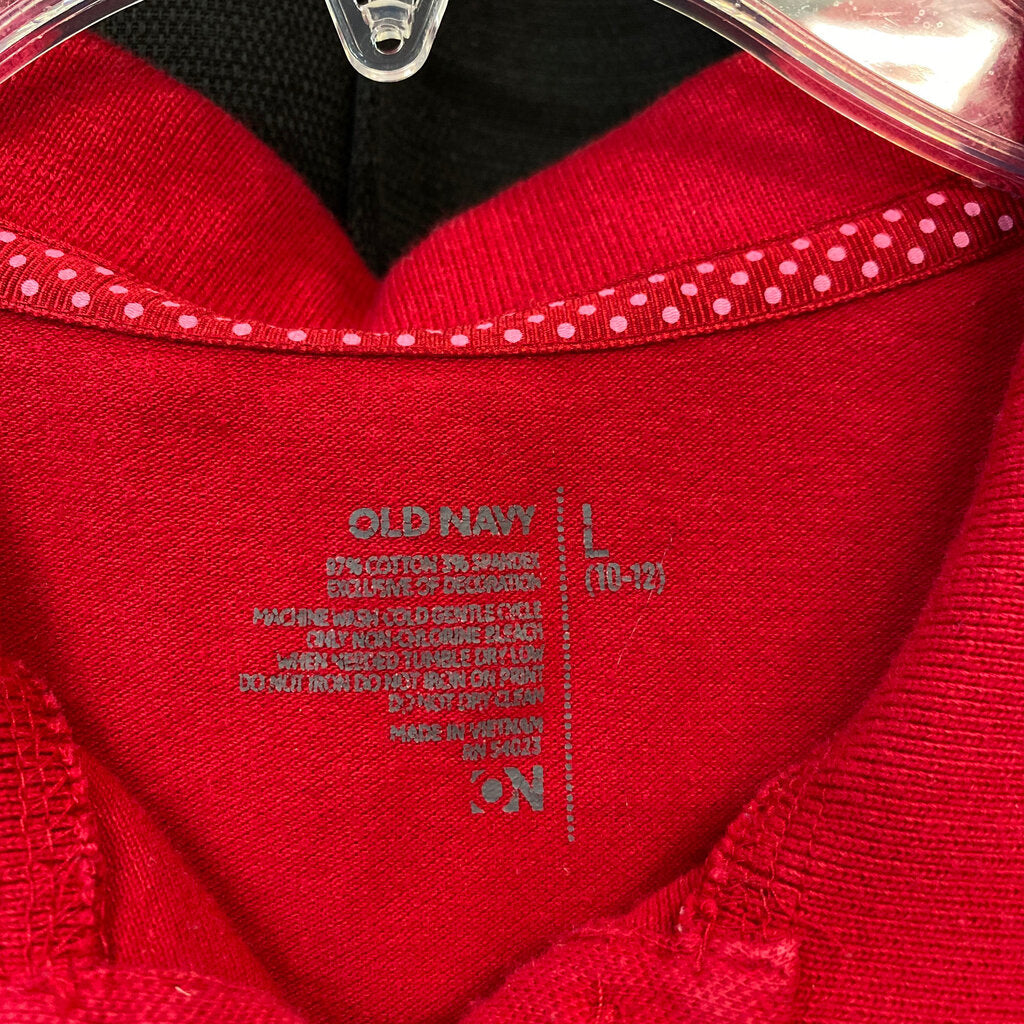 OLD NAVY
97% COTTON 3% SPANDEX
EXCLUSIVE OF DECORATION
MACHINE WASH COLD GENTLE CYCLE
ONLY NON-CHLORINE BLEACH
WHEN NEEDED TUMBLE DRY LOW
DO NOT IRON DO NOT IRON ON PRINT
DO NOT DRY CLEAN
MADE IN VIETNAM
RN 54023
L
(10-12)